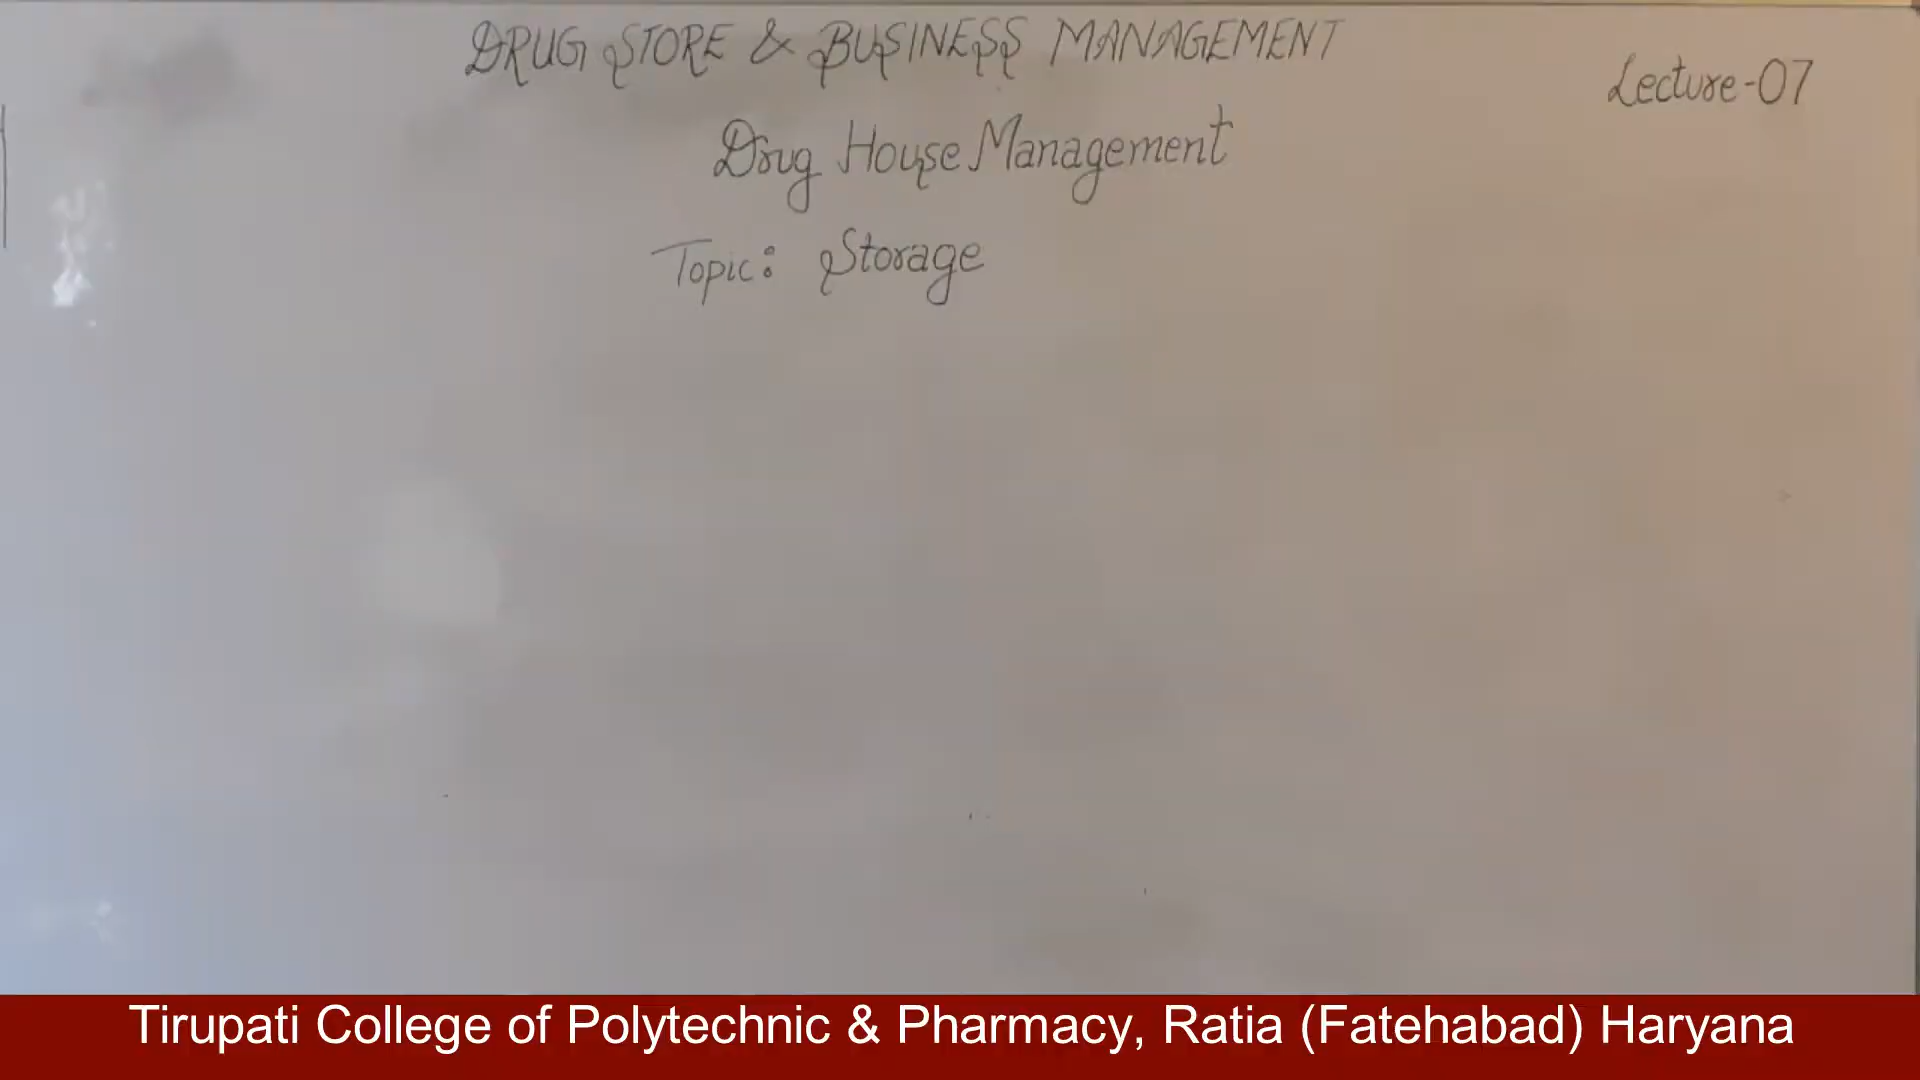 DRUG STORE & BUSINESS MANAGEMENT
Lecture-07
Drug House Management
Topic: Storage
Tirupati College of Polytechnic & Pharmacy, Ratia (Fatehabad) Haryana